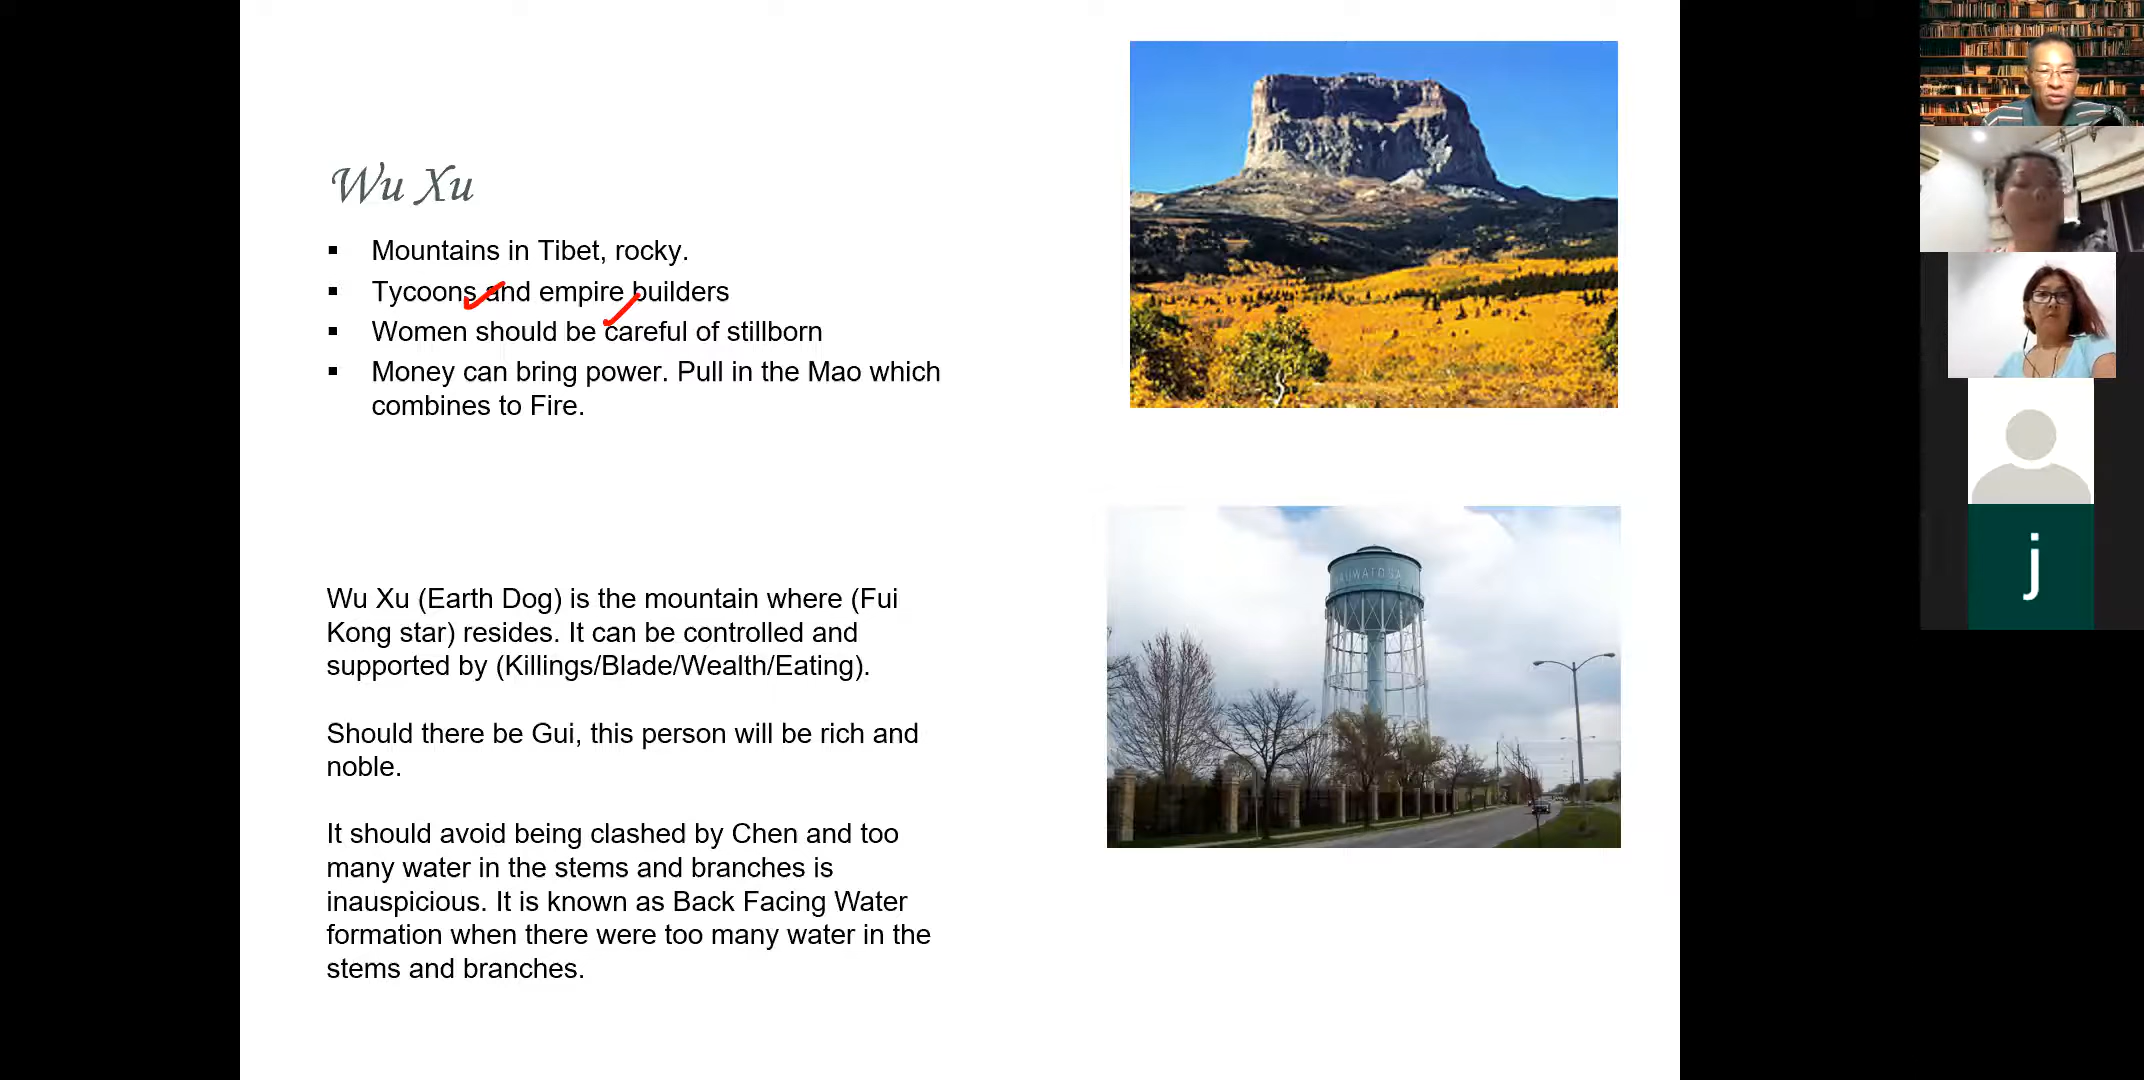 Wu Xu
▪ Mountains in Tibet, rocky.
▪ Tycoons and empire builders
▪ Women should be careful of stillborn
▪ Money can bring power. Pull in the Mao which
combines to Fire.
Wu Xu (Earth Dog) is the mountain where (Fui
Kong star) resides. It can be controlled and
supported by (Killings/Blade/Wealth/Eating).
Should there be Gui, this person will be rich and
noble.
It should avoid being clashed by Chen and too
many water in the stems and branches is
inauspicious. It is known as Back Facing Water
formation when there were too many water in the
stems and branches.
j